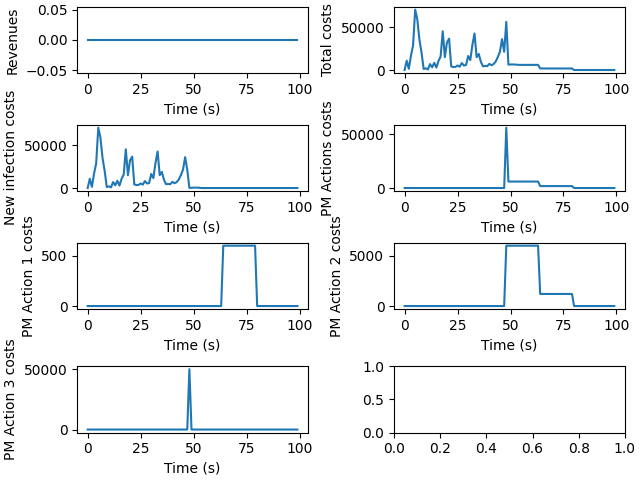 Revenues
0.05
0.00
−0.05
0 25 50 75 100
Time (s)
Total costs
50000
0
0 25 50 75 100
Time (s)
New infection costs
50000
0
0 25 50 75 100
Time (s)
PM Actions costs
50000
0
0 25 50 75 100
Time (s)
PM Action 1 costs
500
0
0 25 50 75 100
Time (s)
PM Action 2 costs
5000
0
0 25 50 75 100
Time (s)
PM Action 3 costs
50000
0
0 25 50 75 100
Time (s)
1.0
0.5
0.0
0.0 0.2 0.4 0.6 0.8 1.0